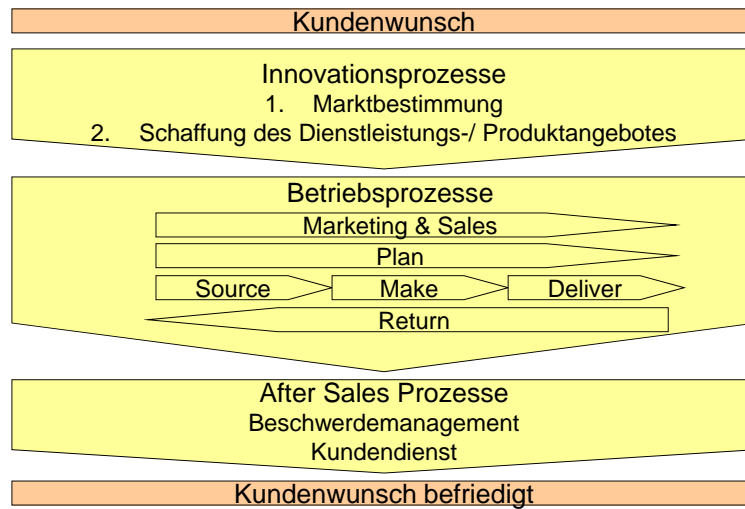 Kundenwunsch
Innovationsprozesse
1. Marktbestimmung
2. Schaffung des Dienstleistungs-/ Produktangebotes
Betriebsprozesse
Marketing & Sales
Plan
Source Make Deliver
Return
After Sales Prozesse
Beschwerdemanagement
Kundendienst
Kundenwunsch befriedigt